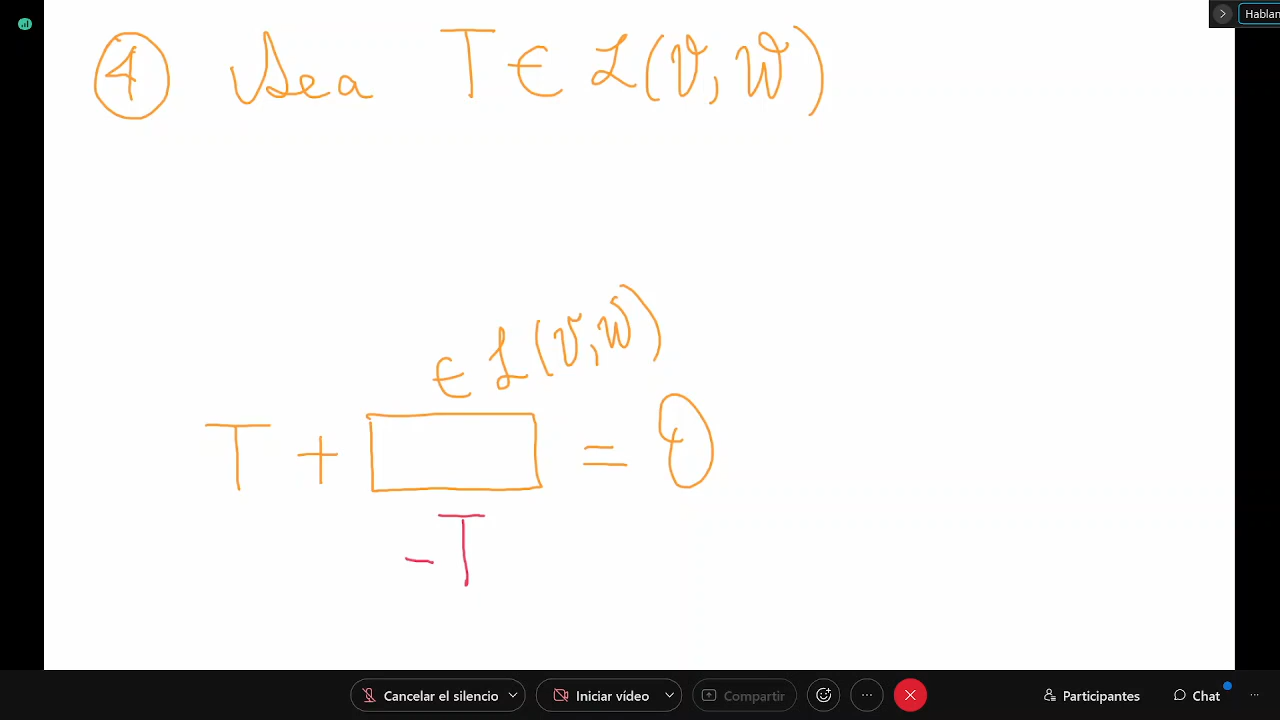 Hablan
④ Sea T ∈ ℒ(V, W)
∈ ℒ(V, W)
T + □ = O
-T
Cancelar el silencio
Iniciar vídeo
Compartir
Participantes
Chat